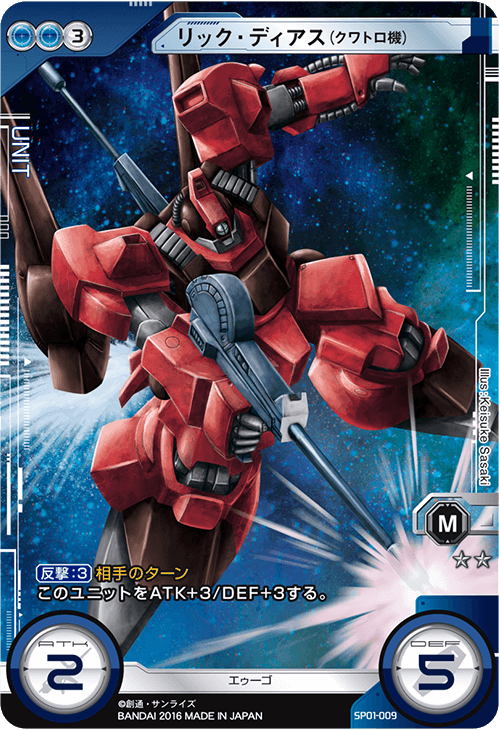 3
リック・ディアス(クワトロ機)
UNIT
Illus:Keisuke Sasaki
M
★★
反撃:3 相手のターン
このユニットをATK+3/DEF+3する。
ATK
2
DEF
5
エゥーゴ
©創通・サンライズ
BANDAI 2016 MADE IN JAPAN
SP01-009